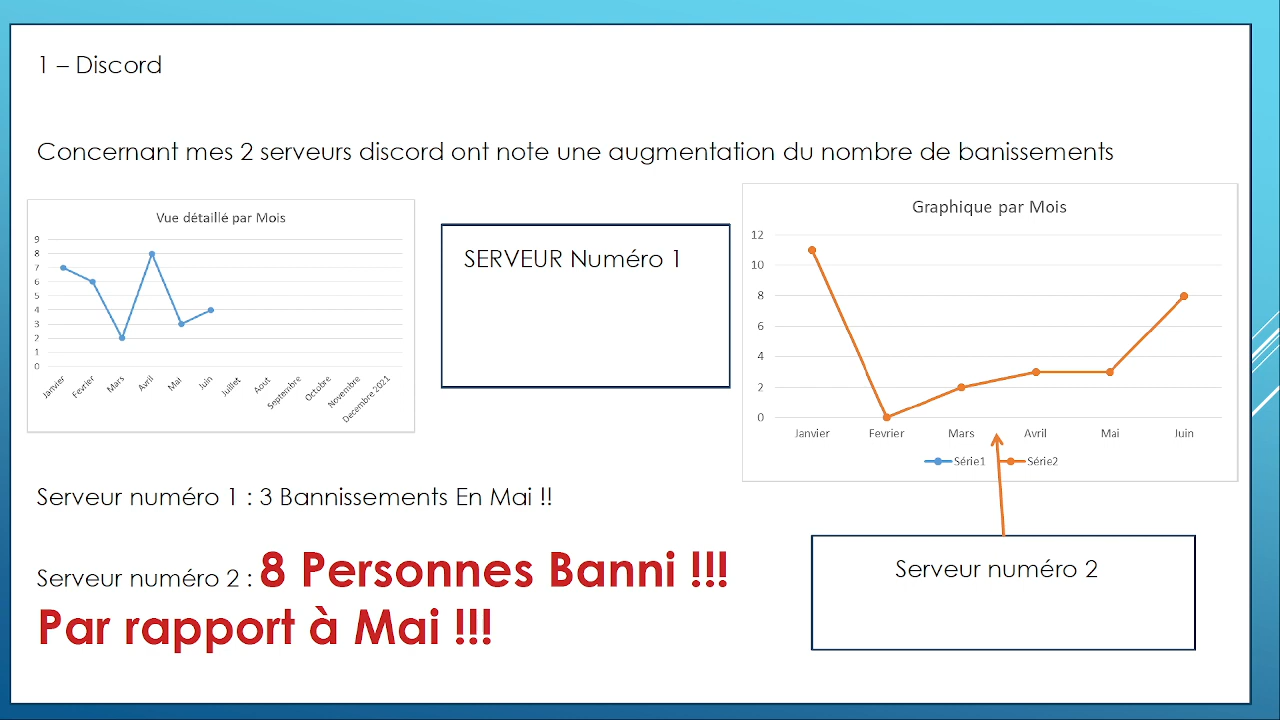 1 – Discord
Concernant mes 2 serveurs discord ont note une augmentation du nombre de banissements
Vue détaillé par Mois
9
8
7
6
5
4
3
2
1
0
Janvier
Fevrier
Mars
Avril
Mai
Juin
Juillet
Aout
Septembre
Octobre
Novembre
Decembre 2021
SERVEUR Numéro 1
Graphique par Mois
12
10
8
6
4
2
0
Janvier
Fevrier
Mars
Avril
Mai
Juin
Série1
Série2
Serveur numéro 1 : 3 Bannissements En Mai !!
Serveur numéro 2 : 8 Personnes Banni !!!
Par rapport à Mai !!!
Serveur numéro 2